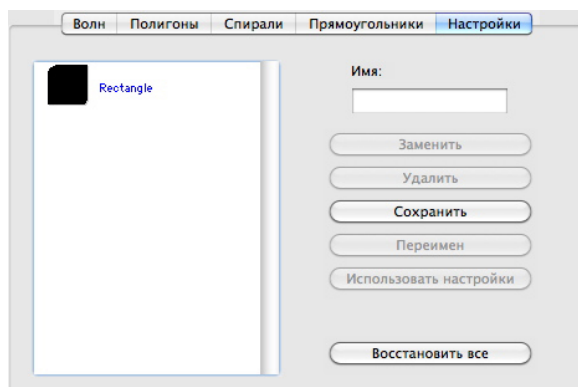 Волн Полигоны Спирали Прямоугольники Настройки
Rectangle
Имя:
Заменить
Удалить
Сохранить
Переимен
Использовать настройки
Восстановить все